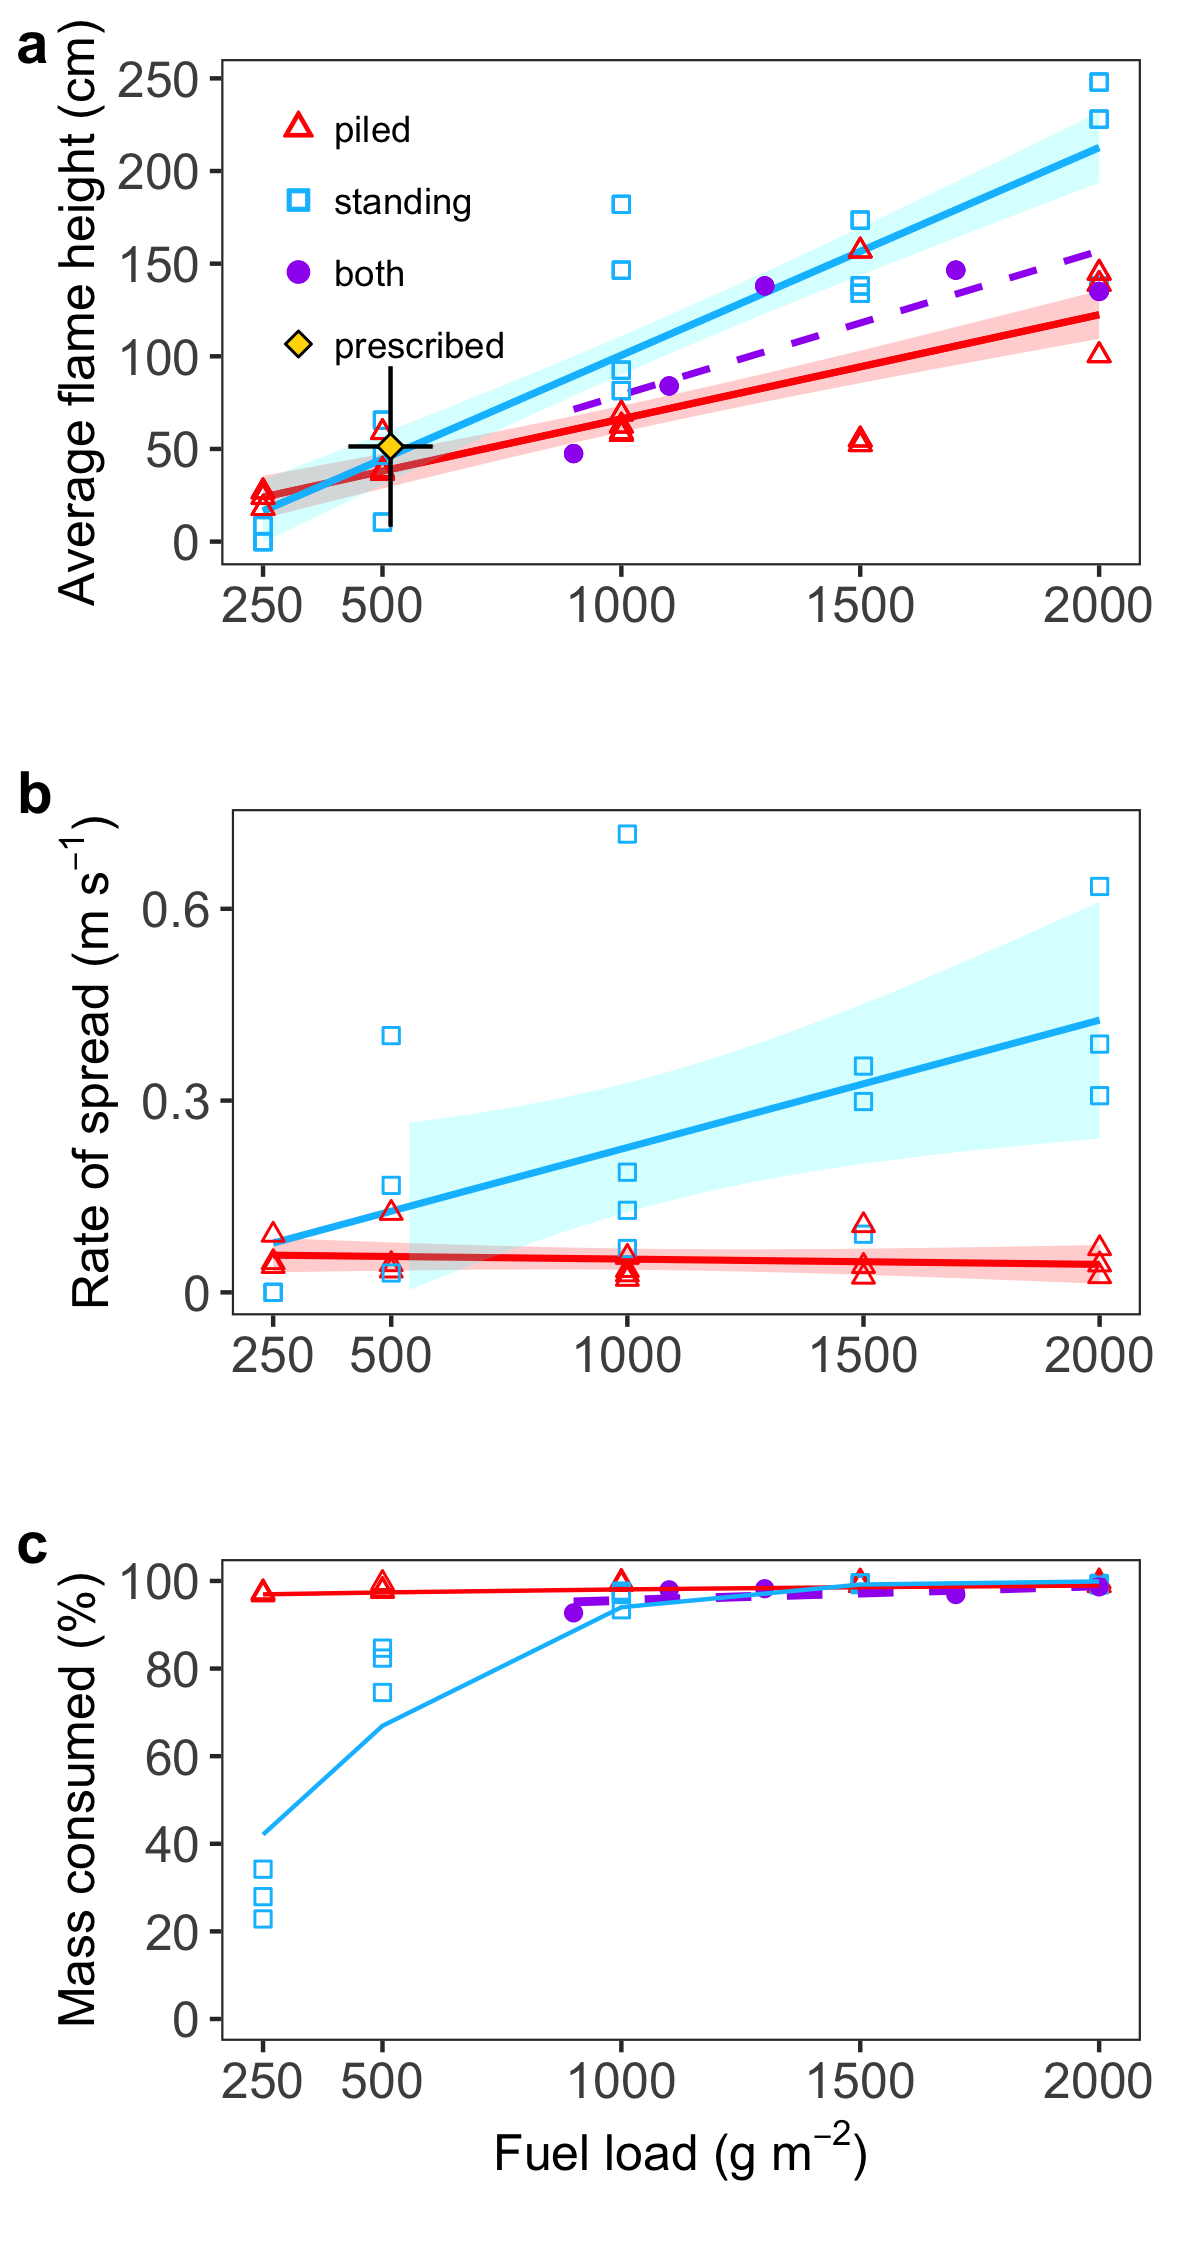 a
Average flame height (cm)
250
200
150
100
50
0
piled
standing
both
prescribed
250 500 1000 1500 2000
b
Rate of spread (m s⁻¹)
0.6
0.3
0
250 500 1000 1500 2000
c
Mass consumed (%)
100
80
60
40
20
0
250 500 1000 1500 2000
Fuel load (g m⁻²)